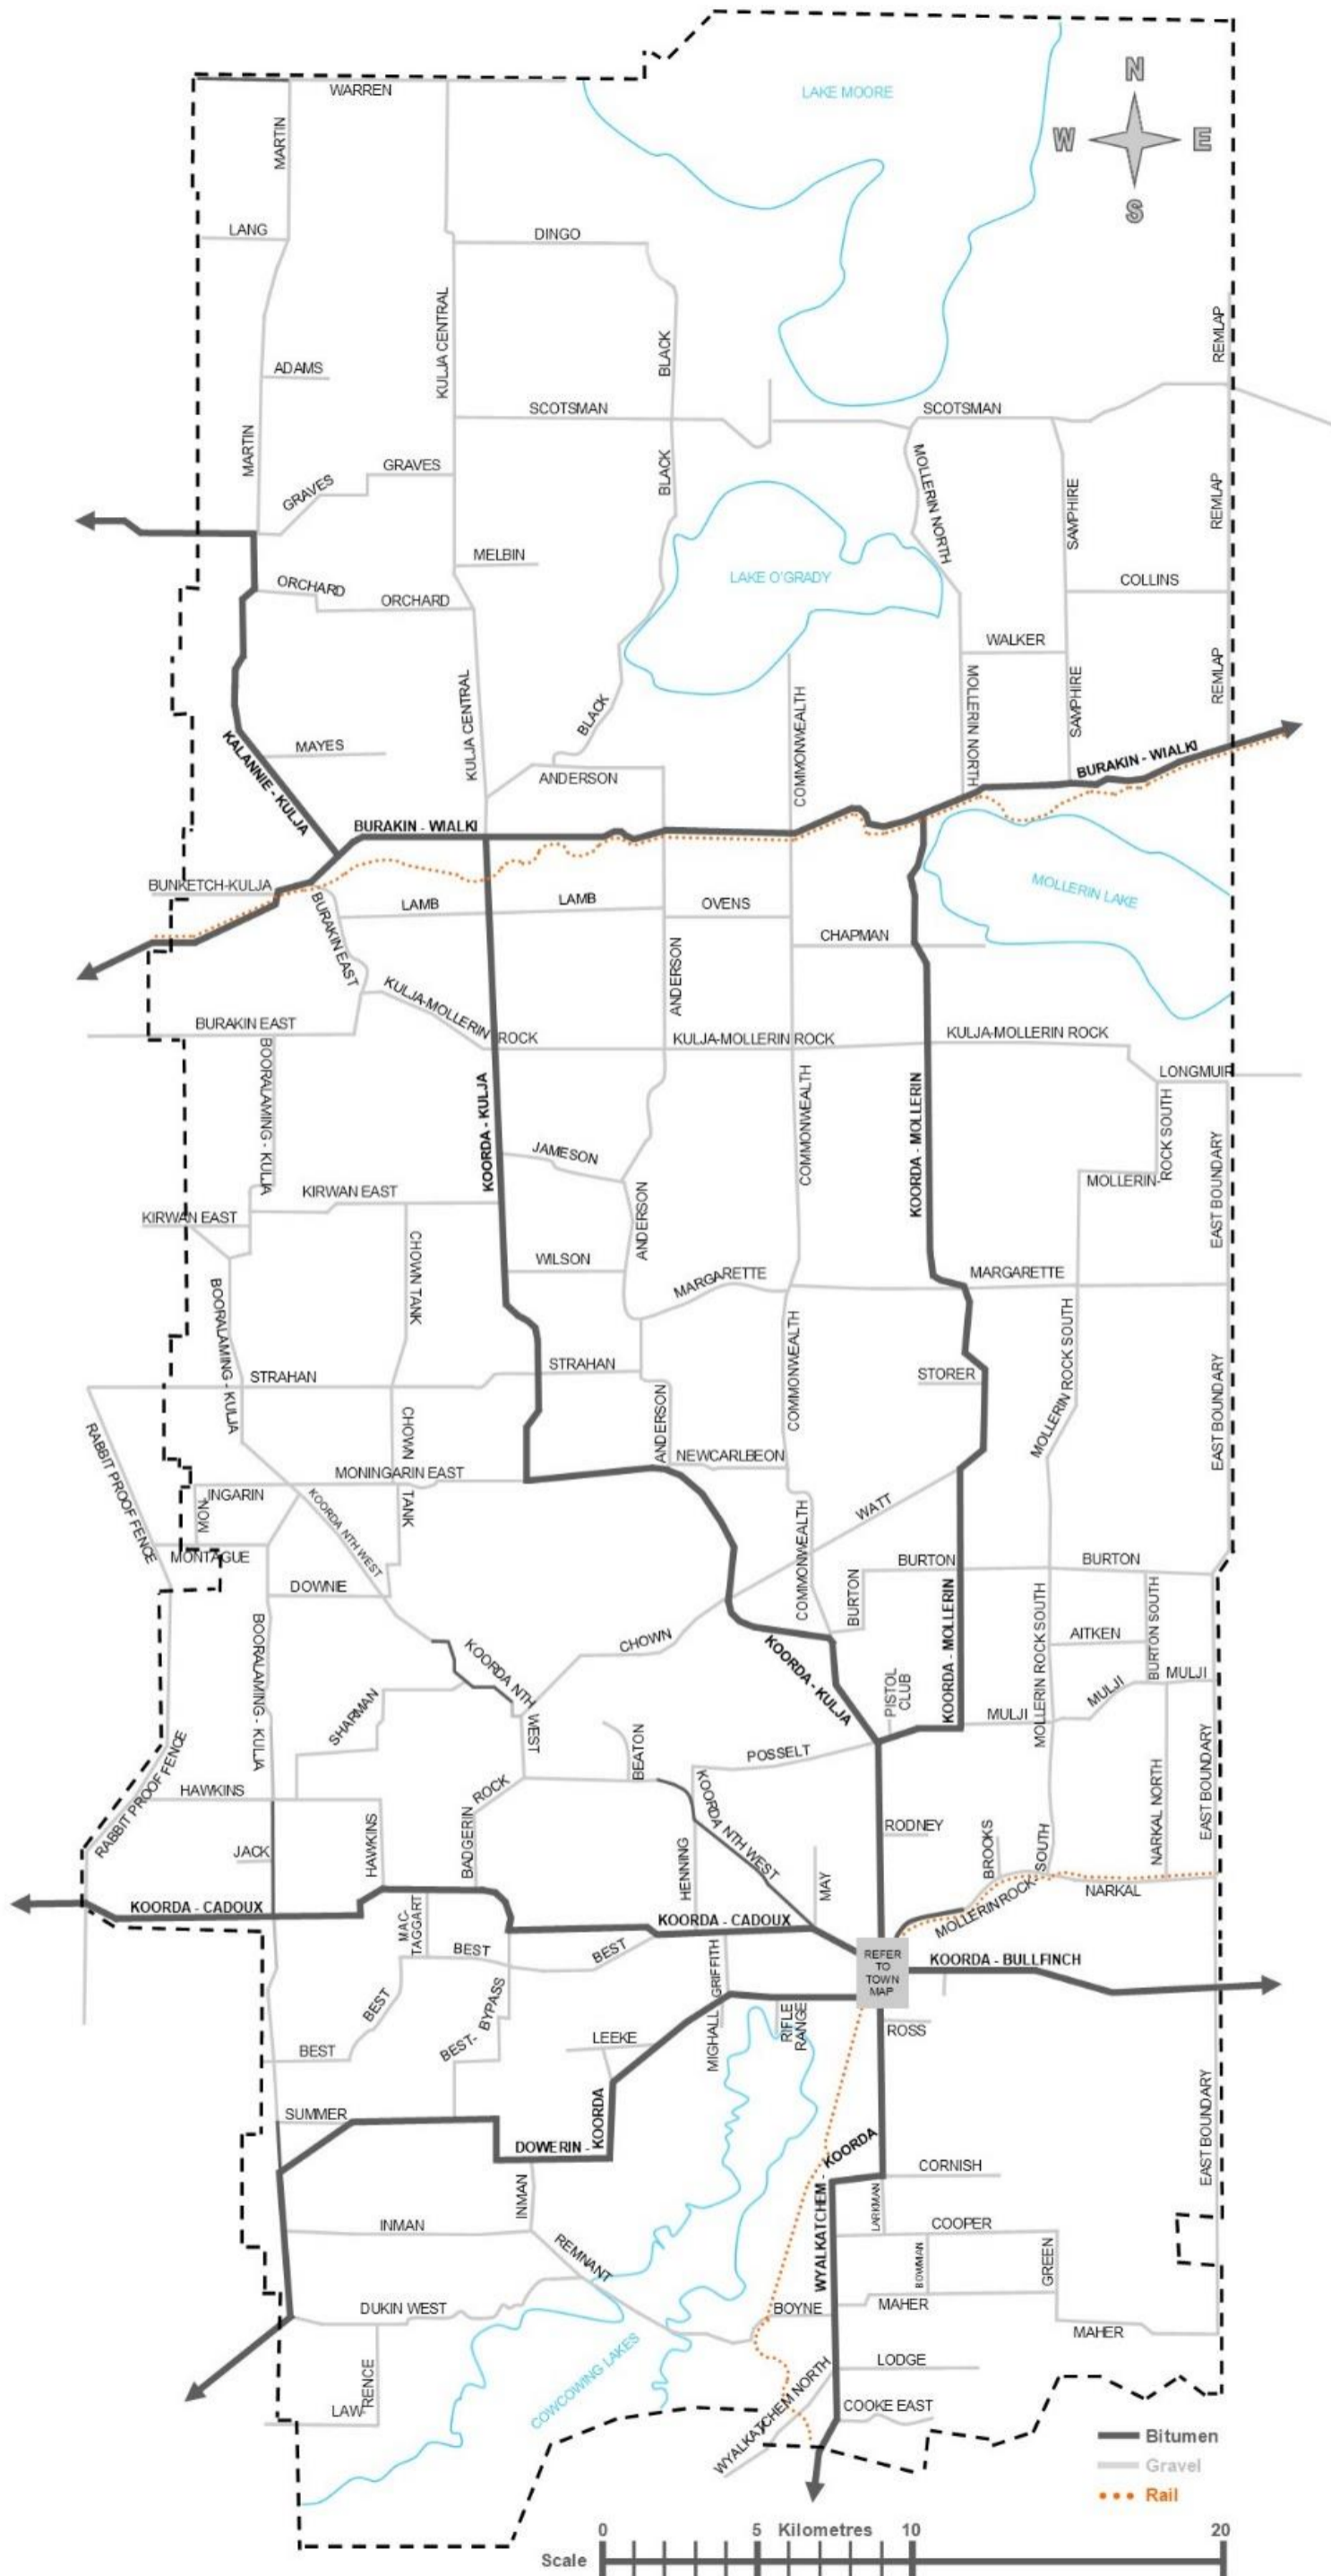 N
W
E
S
LAKE MOORE
WARREN
MARTIN
LANG
DINGO
KULJA CENTRAL
BLACK
REMLAP
ADAMS
SCOTSMAN
SCOTSMAN
MARTIN
GRAVES
GRAVES
BLACK
MOLLERIN NORTH
SAMPHIRE
REMLAP
MELBIN
LAKE O'GRADY
COLLINS
ORCHARD
ORCHARD
WALKER
REMLAP
KULJA CENTRAL
BLACK
COMMONWEALTH
MOLLERIN NORTH
SAMPHIRE
KALANNIE - KULJA
MAYES
ANDERSON
BURAKIN - WIALKI
BURAKIN - WIALKI
BUNKETCH-KULJA
MOLLERIN LAKE
BURAKIN EAST
LAMB
LAMB
OVENS
CHAPMAN
ANDERSON
KULJA-MOLLERIN ROCK
BURAKIN EAST
KULJA-MOLLERIN ROCK
KULJA-MOLLERIN ROCK
BOORALAMING - KULJA
LONGMUIR
KOORDA - KULJA
COMMONWEALTH
KOORDA - MOLLERIN
MOLLERIN-
ROCK SOUTH
EAST BOUNDARY
JAMESON
KIRWAN EAST
KIRWAN EAST
ANDERSON
CHOWN TANK
WILSON
MARGARETTE
MARGARETTE
BOORALAMING - KULJA
COMMONWEALTH
MOLLERIN ROCK SOUTH
STRAHAN
STRAHAN
STORER
EAST BOUNDARY
RABBIT PROOF FENCE
CHOWN
TANK
ANDERSON
NEWCARLBEON
MONINGARIN EAST
MON
INGARIN
KOORDA NTH WEST
WATT
COMMONWEALTH
MONTAGUE
DOWNIE
BURTON
BURTON
BURTON
KOORDA - MOLLERIN
MOLLERIN ROCK SOUTH
BURTON SOUTH
AITKEN
BOORALAMING - KULJA
CHOWN
KOORDA - KULJA
KOORDA NTH
WEST
PISTOL
CLUB
MULJI
MULJI
MULJI
SHARMAN
BEATON
POSSELT
RABBIT PROOF FENCE
HAWKINS
ROCK
BADGERN
KOORDA NTH WEST
NARKAL NORTH
EAST BOUNDARY
JACK
HAWKINS
HENNING
MAY
RODNEY
BROOKS
SOUTH
MOLLERIN ROCK
NARKAL
KOORDA - CADOUX
MAC-
TAGGART
KOORDA - CADOUX
REFER
TO
TOWN
MAP
KOORDA - BULLFINCH
BEST
BEST
BEST
BEST
BEST-
BYPASS
GRIFFITH
MIGHALL
RIFLE
RANGE
ROSS
LEEKE
SUMMER
DOWERIN - KOORDA
EAST BOUNDARY
WYALKATCHEM - KOORDA
CORNISH
INMAN
INMAN
LARKMAN
COOPER
BOWMAN
GREEN
REMNANT
DUKIN WEST
BOYNE
MAHER
MAHER
LAW-
RENCE
COWCOWING LAKES
LODGE
WYALKATCHEM NORTH
COOKE EAST
Bitumen
Gravel
Rail
0 5 Kilometres 10 20
Scale